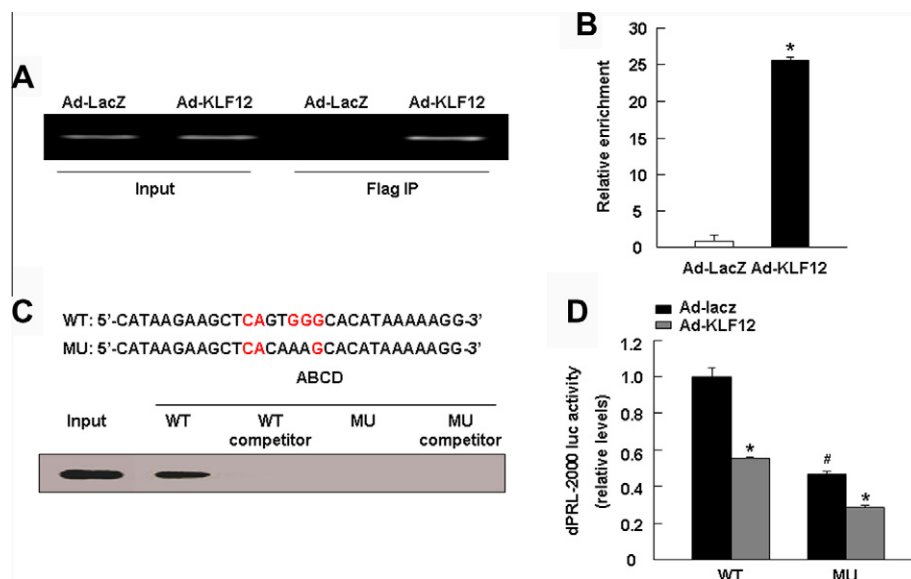 A
Ad-LacZ Ad-KLF12 Ad-LacZ Ad-KLF12
Input Flag IP
B
Relative enrichment
30
25
20
15
10
5
0
*
Ad-LacZ Ad-KLF12
C
WT: 5'-CATAAGAAGCTCAGTGGGCACATAAAAAGG-3'
MU: 5'-CATAAGAAGCTCACAAAGCACATAAAAAGG-3'
ABCD
Input WT WT competitor MU MU competitor
D
Ad-lacz
Ad-KLF12
dPRL-2000 luc activity
(relative levels)
1.2
1.0
0.8
0.6
0.4
0.2
0
*
#
*
WT MU